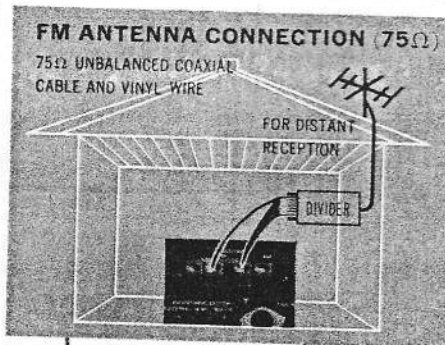 FM ANTENNA CONNECTION (75Ω)
75Ω UNBALANCED COAXIAL
CABLE AND VINYL WIRE
FOR DISTANT
RECEPTION
DIVIDER